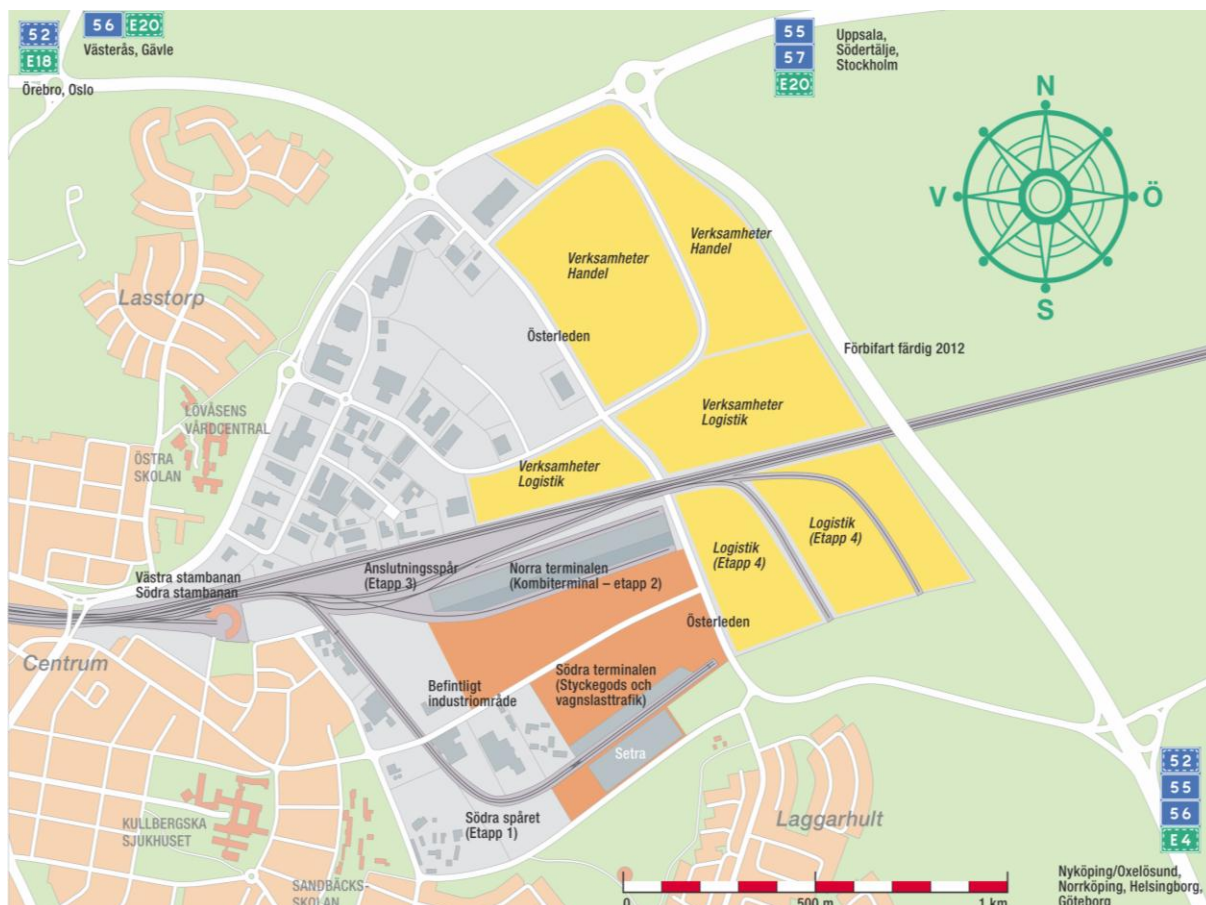 52
E18
Örebro, Oslo
56
E20
Västerås, Gävle
55
57
E20
Uppsala,
Södertälje,
Stockholm
N
V
Ö
S
Verksamheter
Handel
Verksamheter
Handel
Lasstorp
Österleden
Förbifart färdig 2012
LÖVÅSENS
VÅRDCENTRAL
ÖSTRA
SKOLAN
Verksamheter
Logistik
Verksamheter
Logistik
Logistik
(Etapp 4)
Logistik
(Etapp 4)
Västra stambanan
Södra stambanan
Anslutningsspår
(Etapp 3)
Norra terminalen
(Kombiterminal – etapp 2)
Österleden
Centrum
Befintligt
industriområde
Södra terminalen
(Styckegods och
vagnslasttrafik)
Setra
Södra spåret
(Etapp 1)
KULLBERGSKA
SJUKHUSET
SANDBÄCKS-
SKOLAN
Laggarhult
52
55
56
E4
Nyköping/Oxelösund,
Norrköping, Helsingborg,
Göteborg
0
500 m
1 km